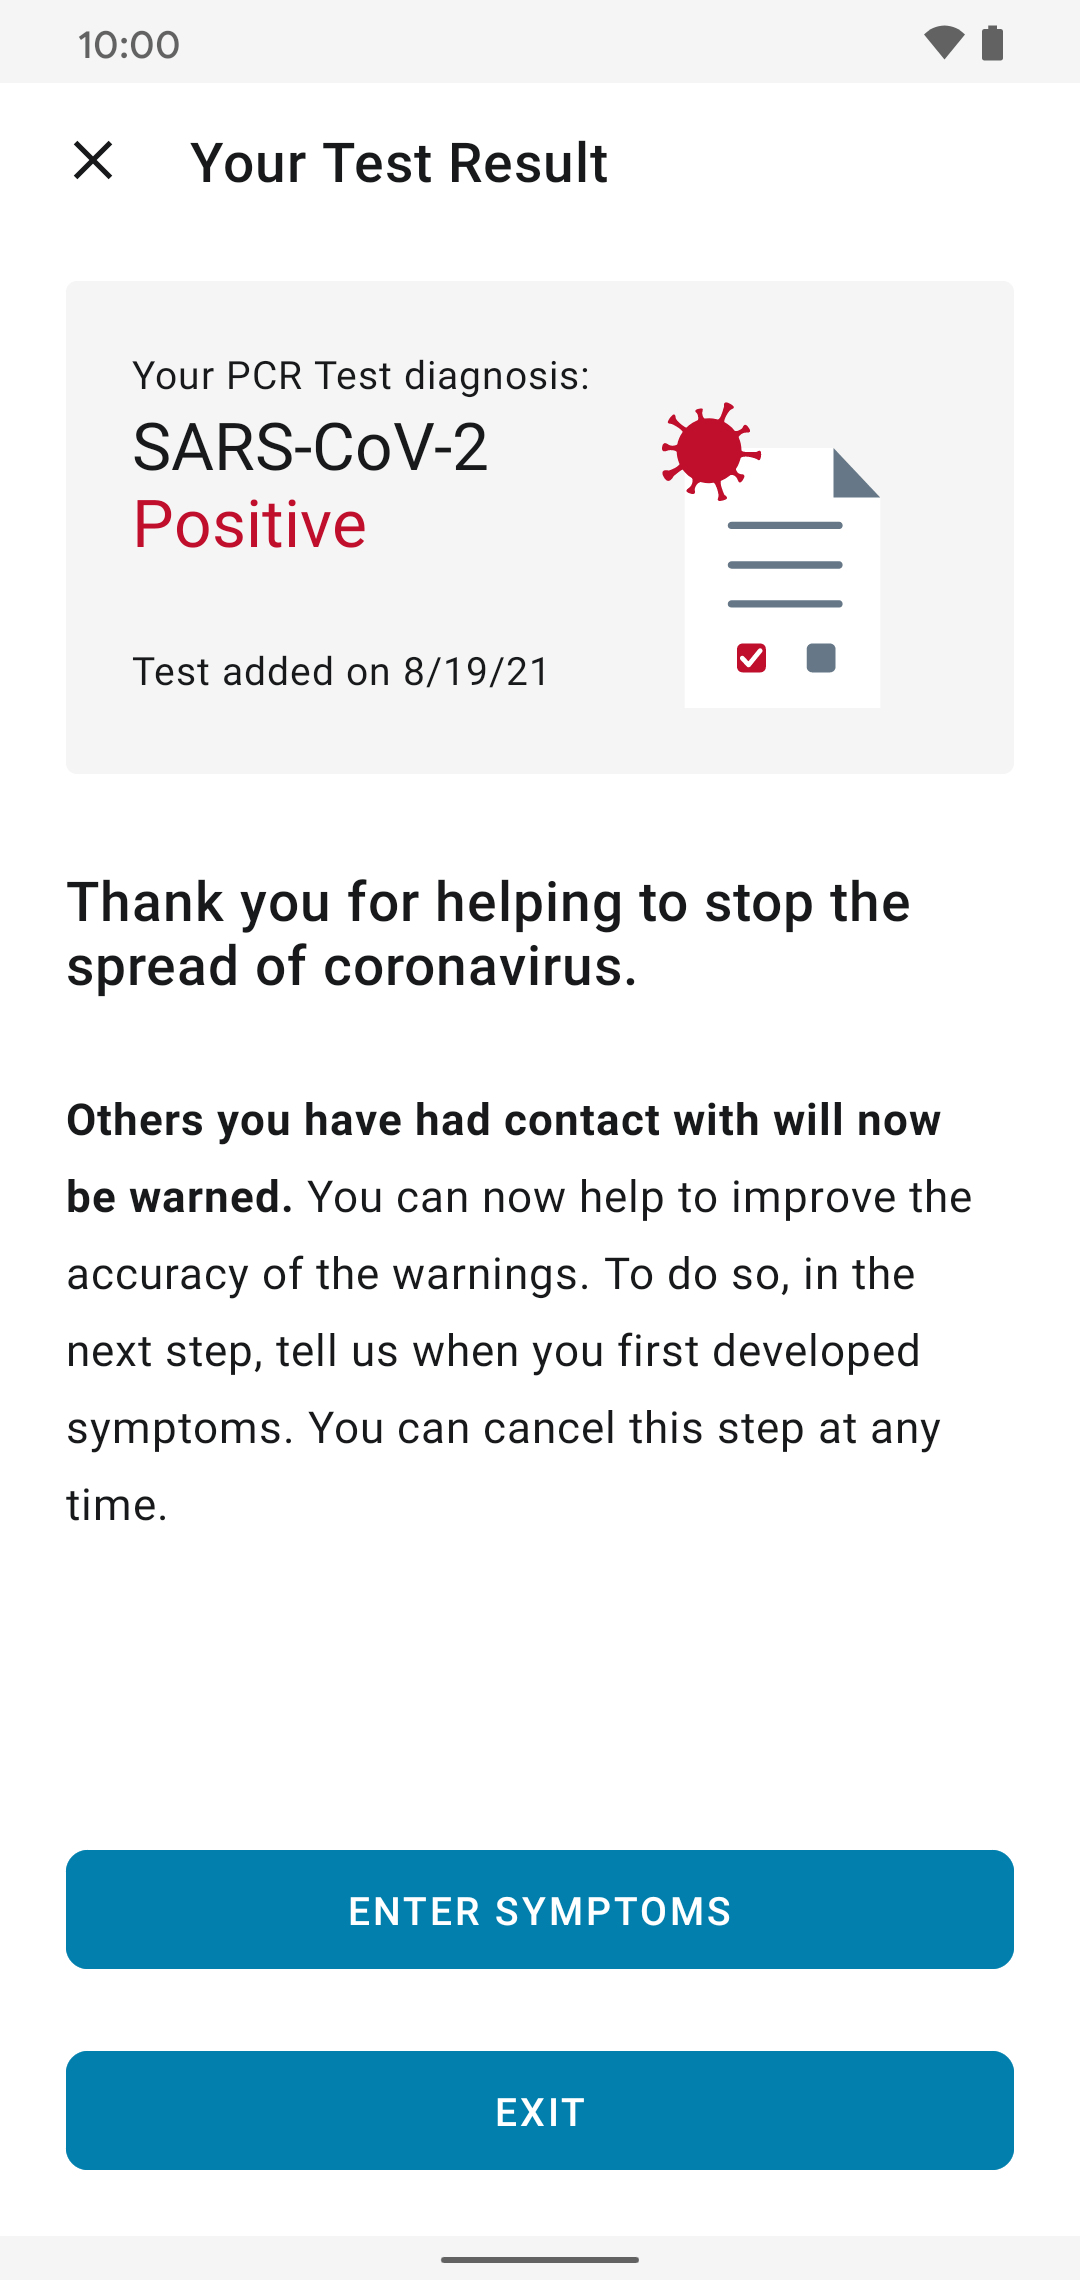 10:00
Your Test Result
Your PCR Test diagnosis:
SARS-CoV-2
Positive
Test added on 8/19/21
Thank you for helping to stop the
spread of coronavirus.
Others you have had contact with will now
be warned. You can now help to improve the
accuracy of the warnings. To do so, in the
next step, tell us when you first developed
symptoms. You can cancel this step at any
time.
ENTER SYMPTOMS
EXIT